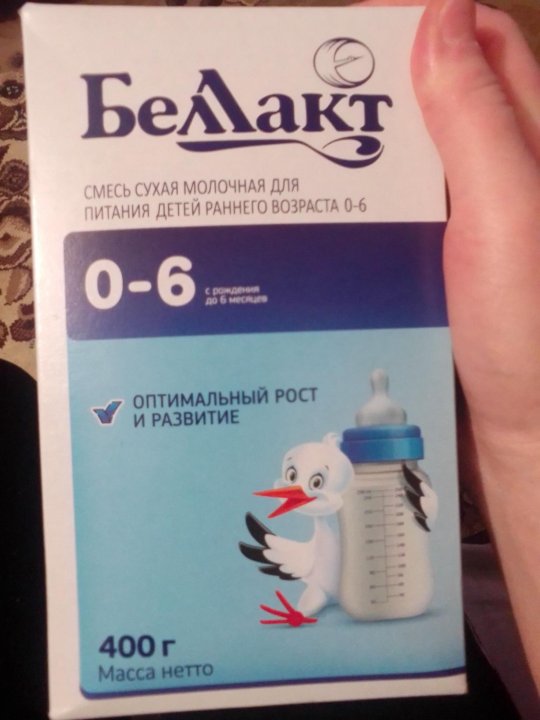 Беллакт
СМЕСЬ СУХАЯ МОЛОЧНАЯ ДЛЯ
ПИТАНИЯ ДЕТЕЙ РАННЕГО ВОЗРАСТА 0-6
0-6
с рождения
до 6 месяцев
ОПТИМАЛЬНЫЙ РОСТ
И РАЗВИТИЕ
400 г
Масса нетто